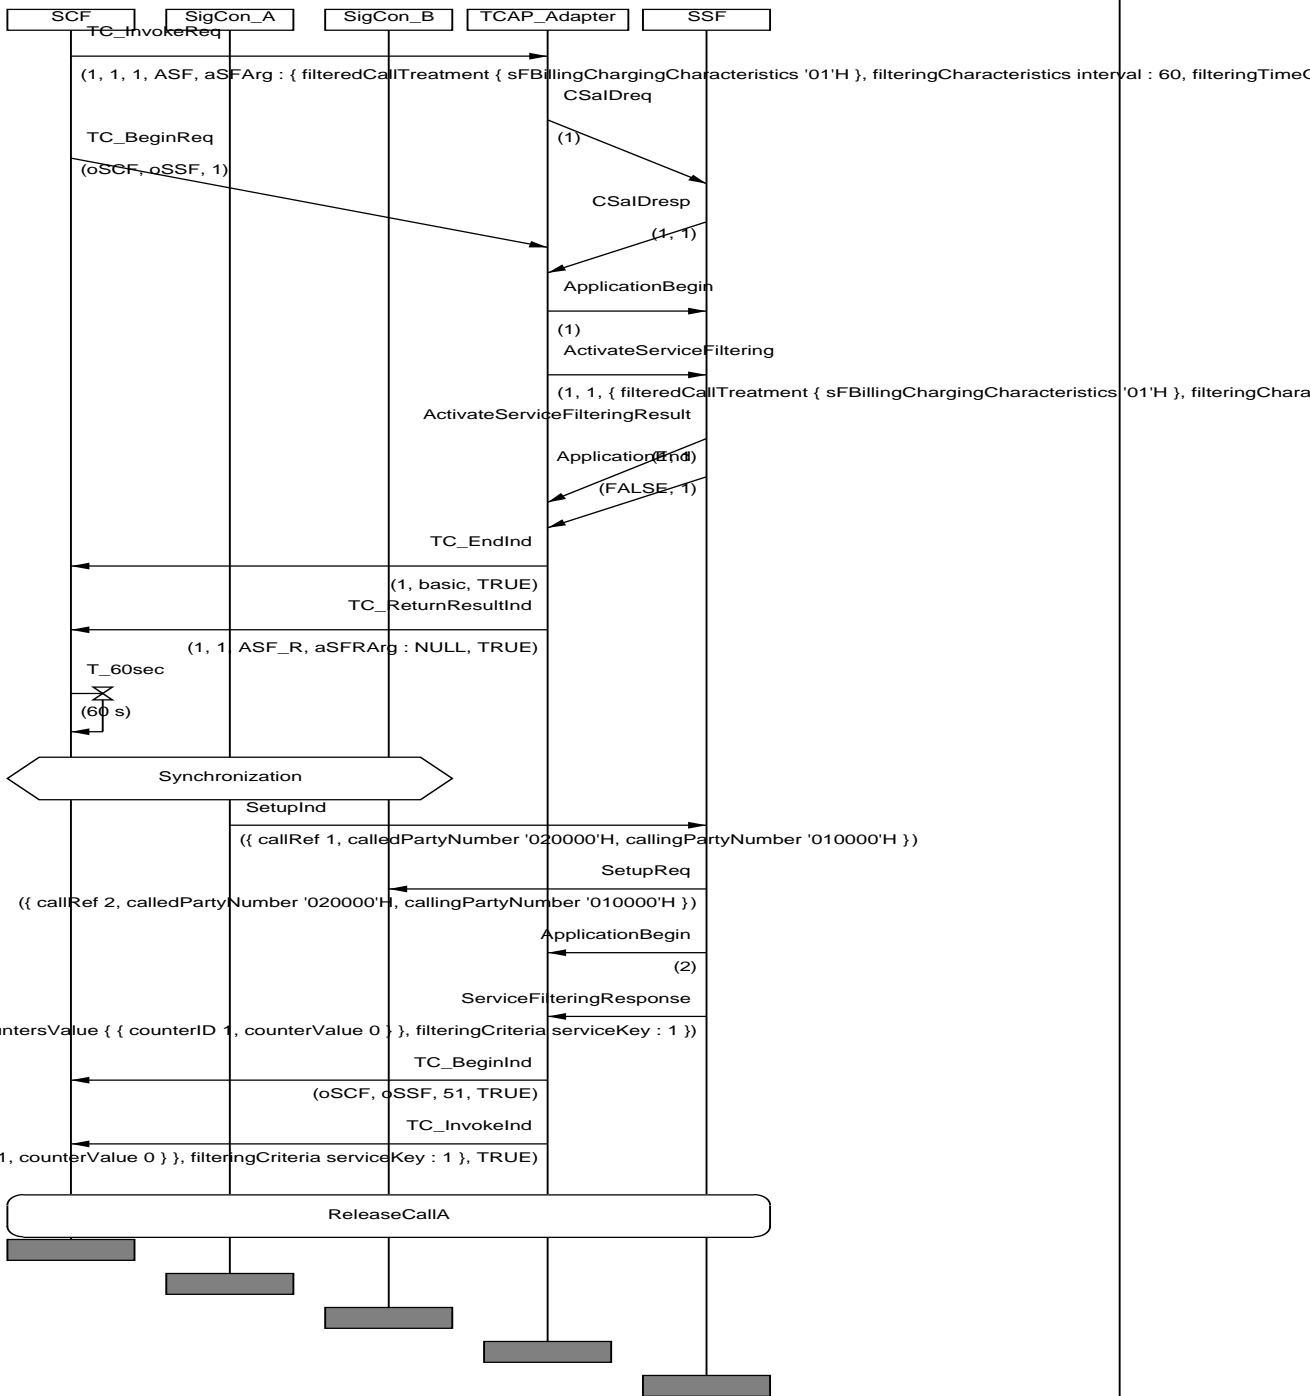 SCF SigCon_A SigCon_B TCAP_Adapter SSF
TC_InvokeReq
(1, 1, 1, ASF, aSFArg : { filteredCallTreatment { sFBillingChargingCharacteristics '01'H }, filteringCharacteristics interval : 60, filteringTime
CSaIDreq
(1)
TC_BeginReq
(oSCF, oSSF, 1)
CSaIDresp
(1, 1)
ApplicationBegin
(1)
ActivateServiceFiltering
(1, 1, { filteredCallTreatment { sFBillingChargingCharacteristics '01'H }, filteringChara
ActivateServiceFilteringResult
ApplicationEnd
(FALSE, 1)
TC_EndInd
(1, basic, TRUE)
TC_ReturnResultInd
(1, 1, ASF_R, aSFRArg : NULL, TRUE)
T_60sec
(60 s)
Synchronization
SetupInd
({ callRef 1, calledPartyNumber '020000'H, callingPartyNumber '010000'H })
SetupReq
({ callRef 2, calledPartyNumber '020000'H, callingPartyNumber '010000'H })
ApplicationBegin
(2)
ServiceFilteringResponse
ntersValue { { counterID 1, counterValue 0 } }, filteringCriteria serviceKey : 1 })
TC_BeginInd
(oSCF, oSSF, 51, TRUE)
TC_InvokeInd
1, counterValue 0 } }, filteringCriteria serviceKey : 1 }, TRUE)
ReleaseCallA